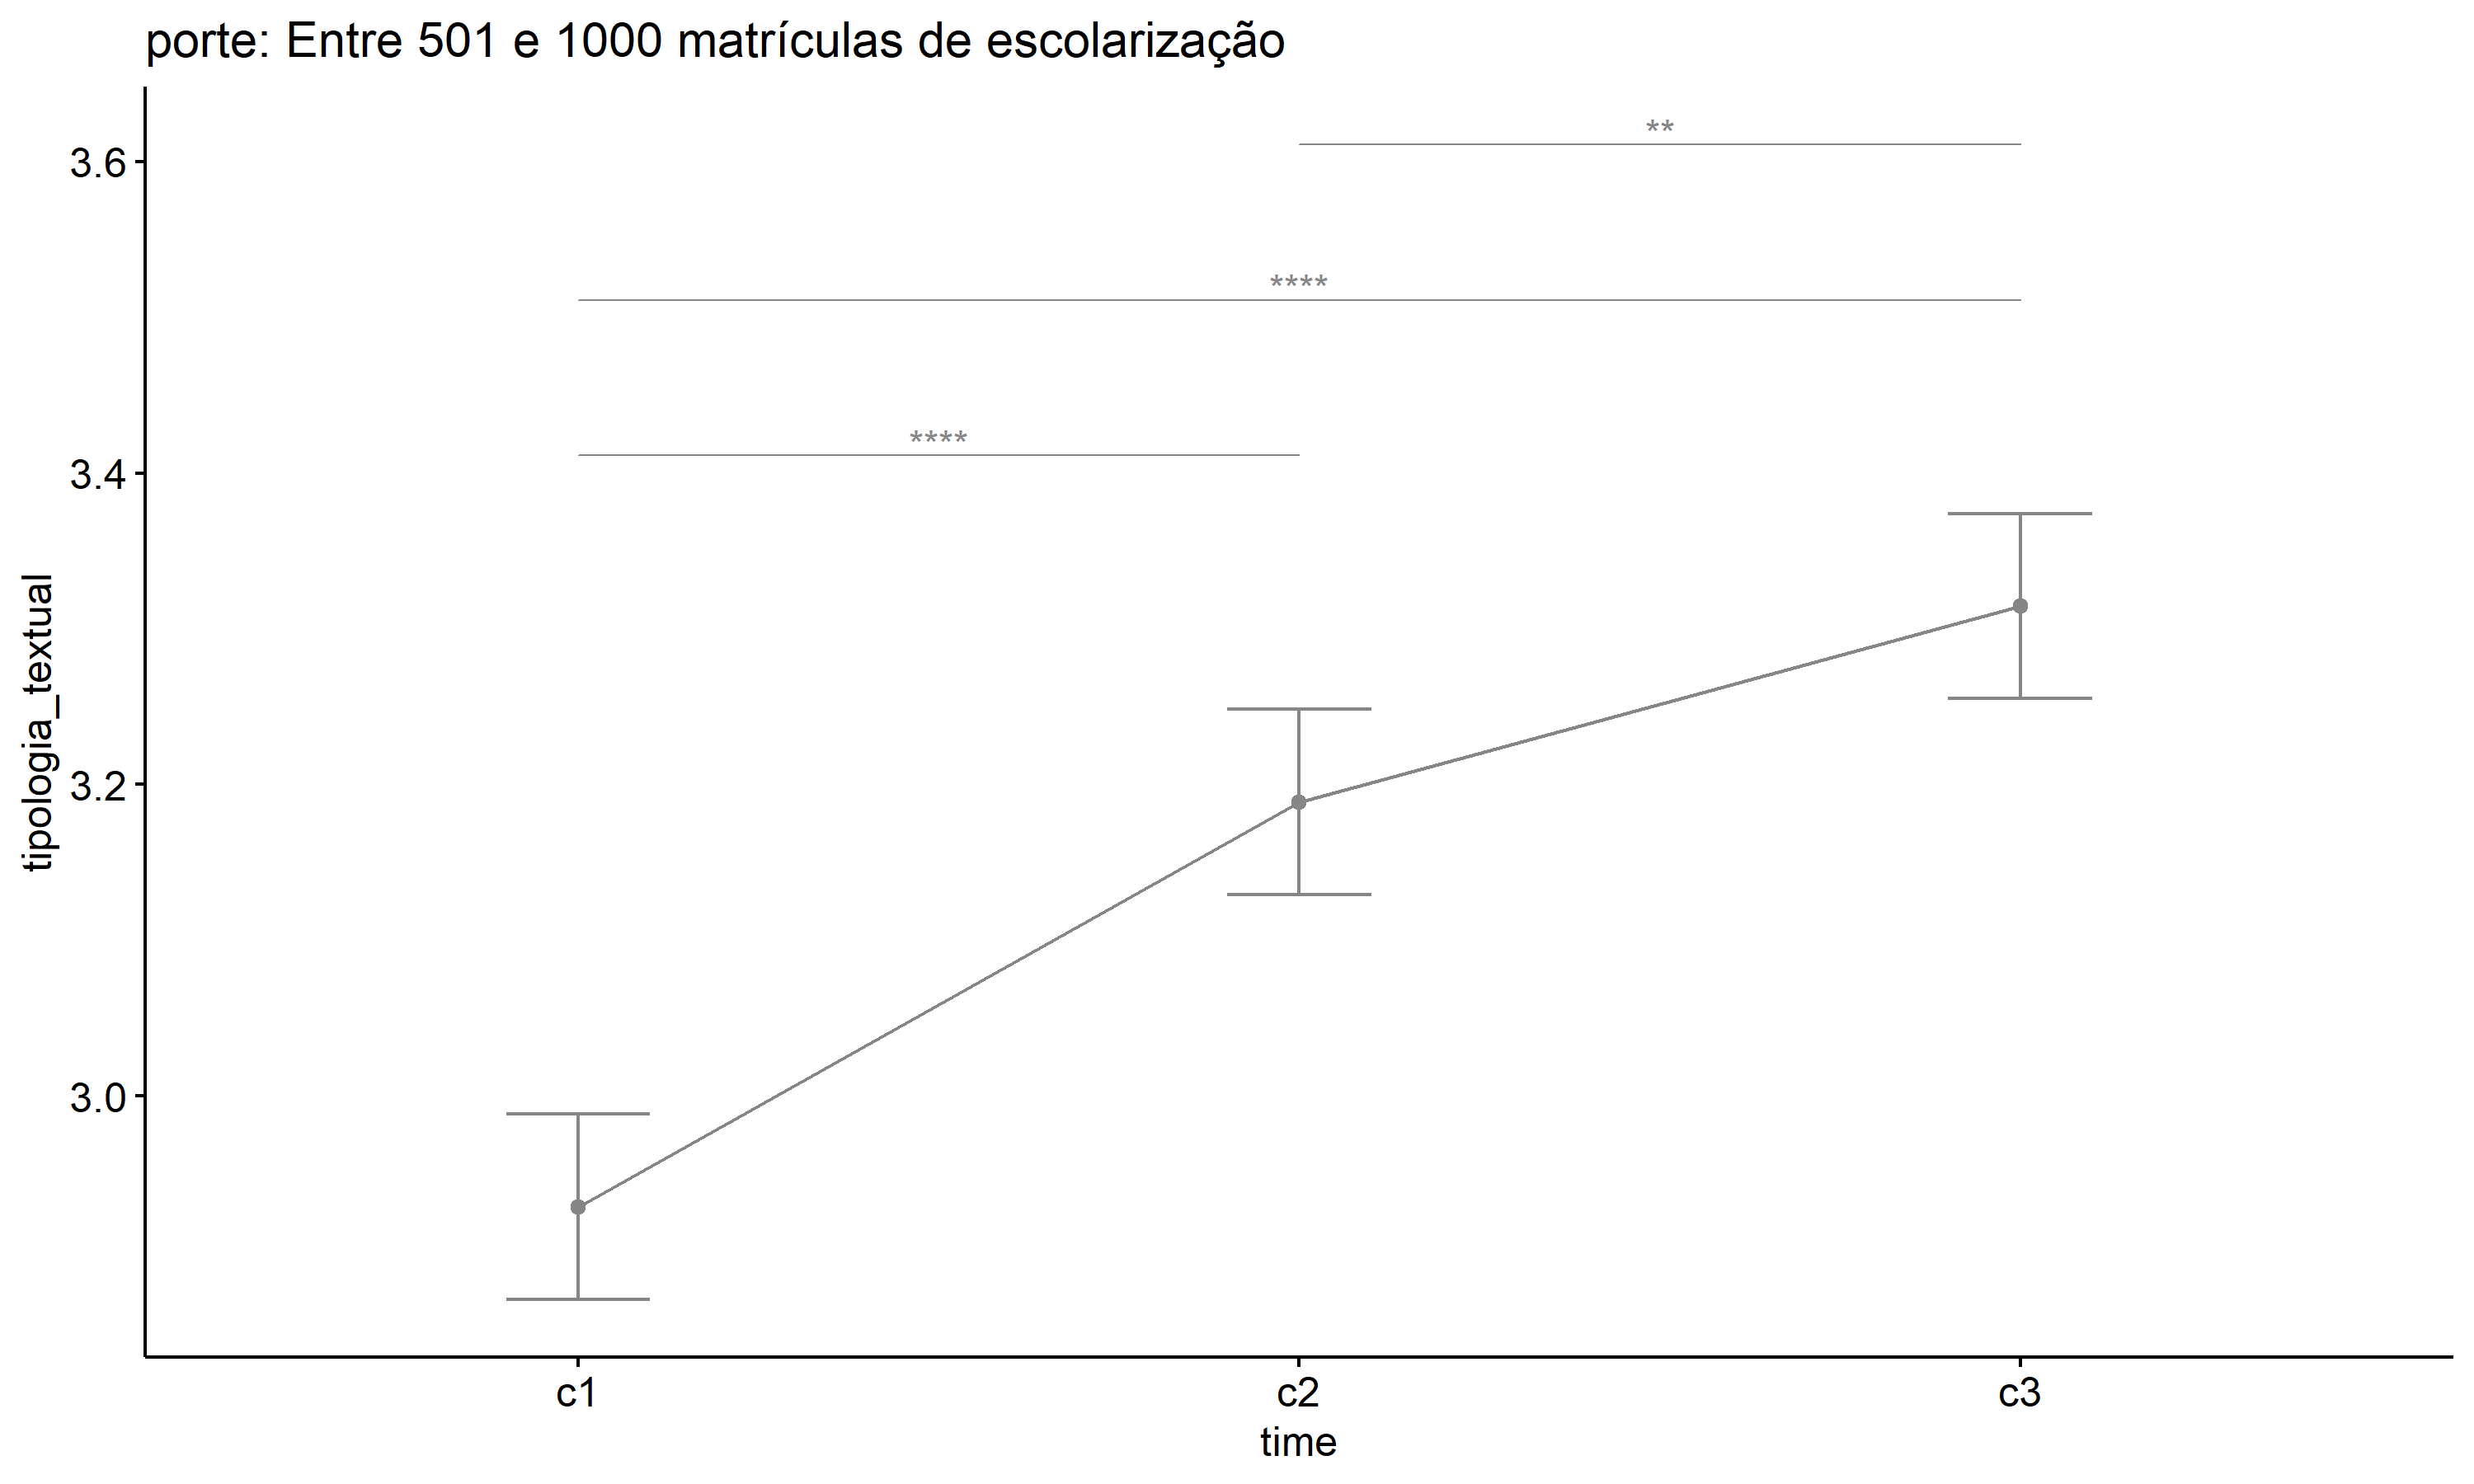 porte: Entre 501 e 1000 matrículas de escolarização
**
3.6
****
****
3.4
3.2
3.0
tipologia_textual
c1 c2 c3
time